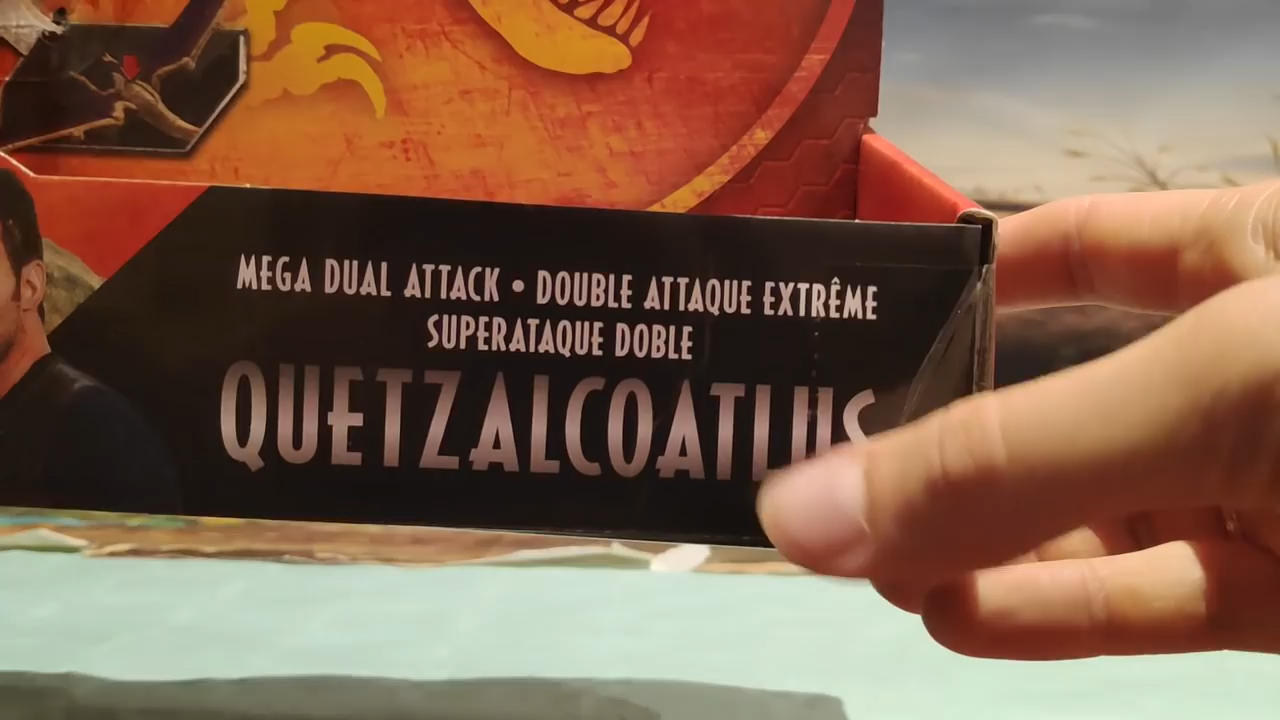 MEGA DUAL ATTACK • DOUBLE ATTAQUE EXTRÊME
SUPERATAQUE DOBLE
QUETZALCOATLUS